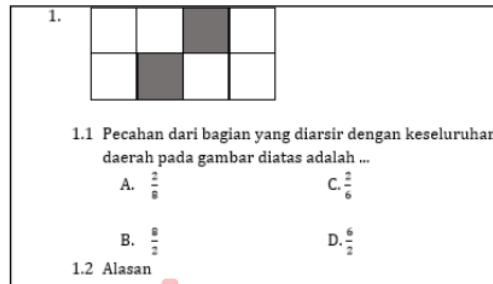 1.
1.1 Pecahan dari bagian yang diarsir dengan keseluruhan
daerah pada gambar diatas adalah ...
A. 2/8 C. 2/6
B. 8/2 D. 6/2
1.2 Alasan